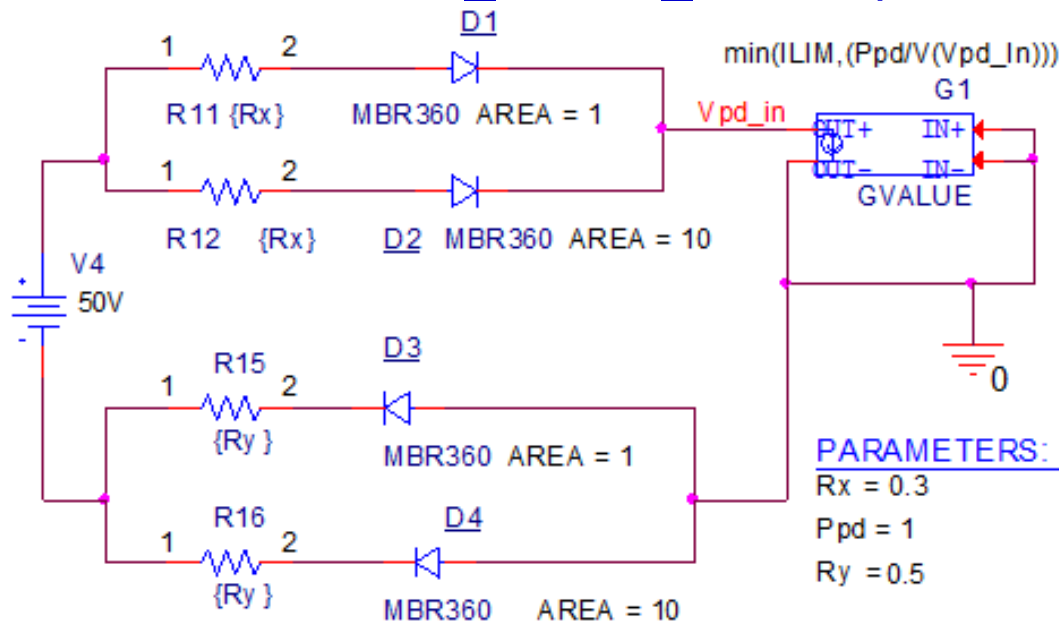 D1
1 2
min(ILIM,(Ppd/V(Vpd_In)))
G1
R11 {Rx} MBR360 AREA = 1
Vpd_in
OUT+ IN+
OUT- IN-
GVALUE
1 2
R12 {Rx} D2 MBR360 AREA = 10
V4
+
50V
-
D3
R15
1 2
{Ry }
MBR360 AREA = 1
0
PARAMETERS:
Rx = 0.3
Ppd = 1
Ry = 0.5
R16
D4
1 2
{Ry }
MBR360 AREA = 10